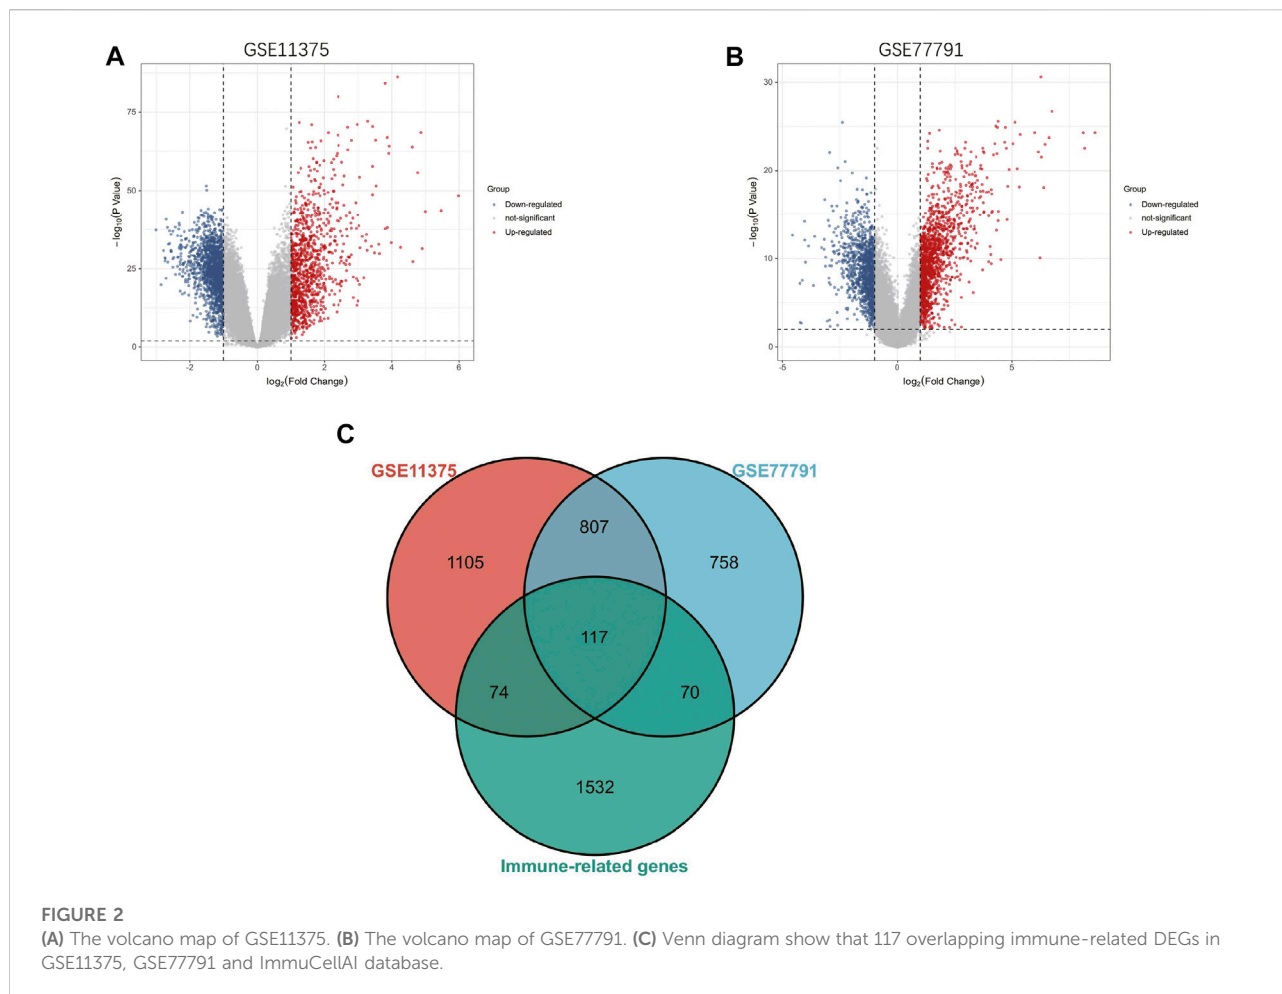 (A)
GSE11375
75
50
25
0
-2
0
2
4
6
−log10(P Value)
log2(Fold Change)
Group
Down-regulated
not-significant
Up-regulated
(B)
GSE77791
30
20
10
0
-5
0
5
−log10(P Value)
log2(Fold Change)
Group
Down-regulated
not-significant
Up-regulated
C
GSE11375
GSE77791
807
1105
758
117
74
70
1532
Immune-related genes
FIGURE 2
(A) The volcano map of GSE11375. (B) The volcano map of GSE77791. (C) Venn diagram show that 117 overlapping immune-related DEGs in
GSE11375, GSE77791 and ImmuCellAI database.